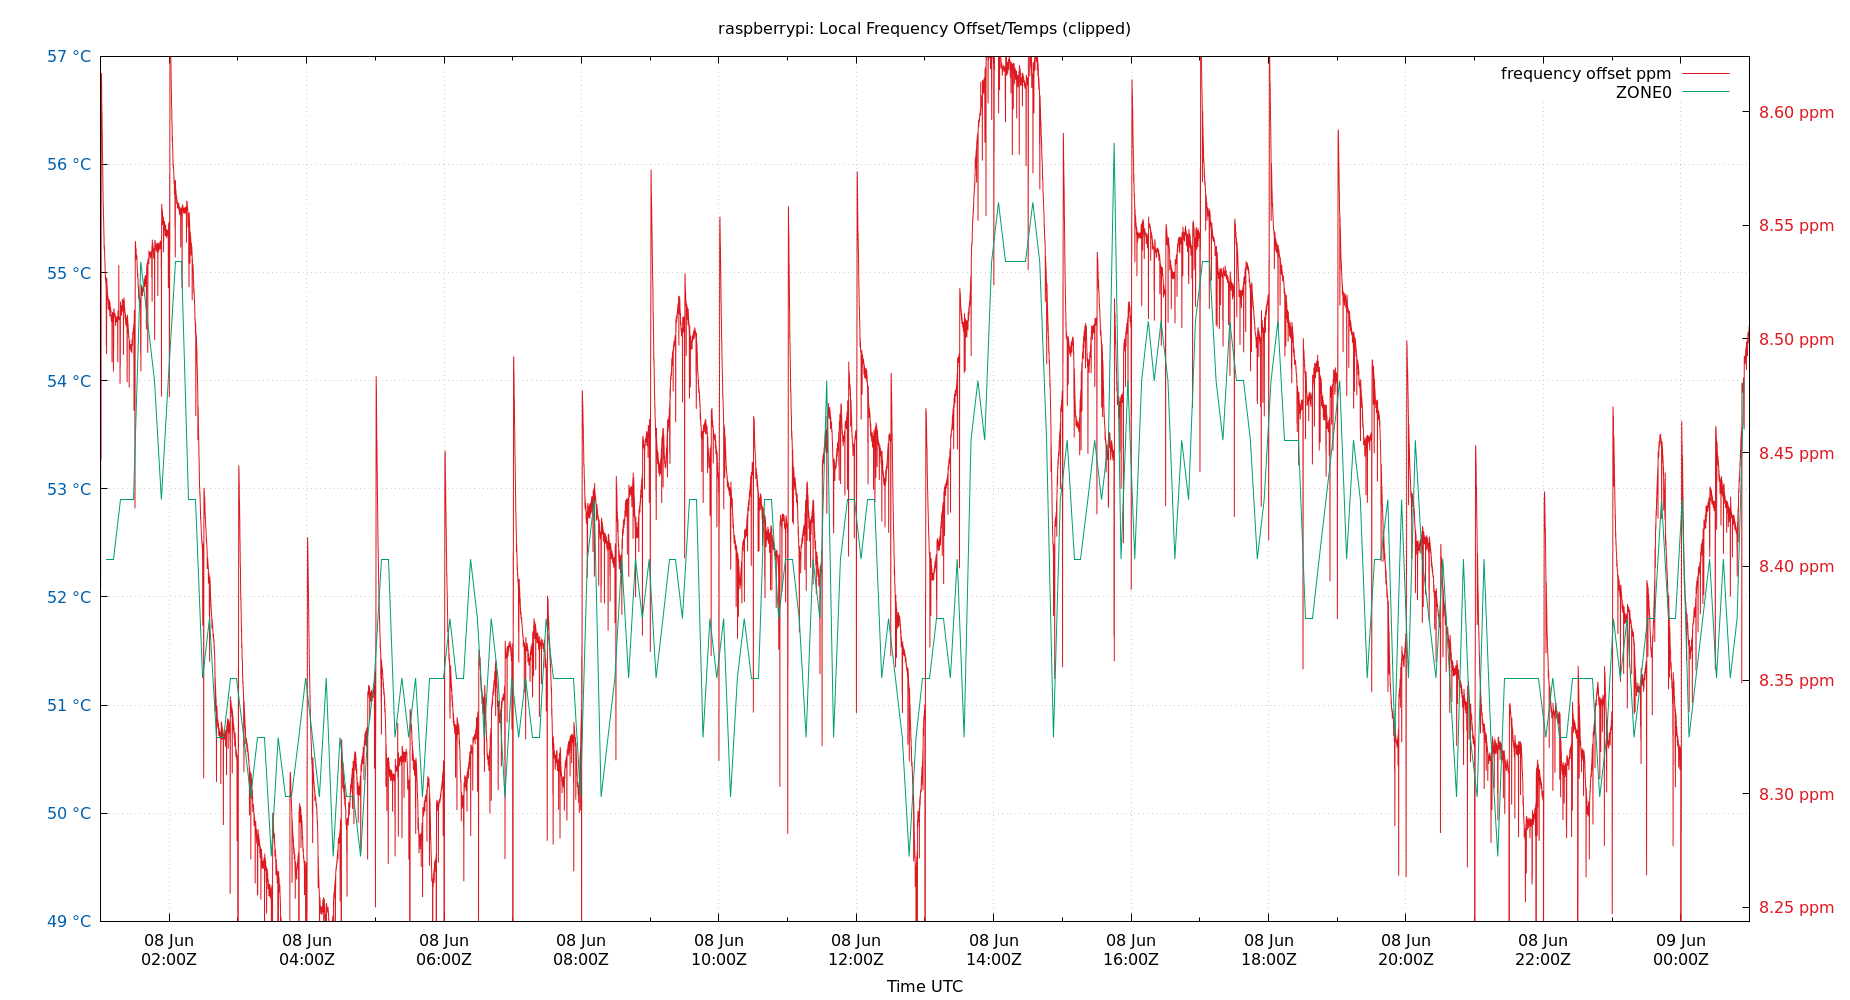 raspberrypi: Local Frequency Offset/Temps (clipped)
frequency offset ppm
ZONE0
57 °C
56 °C
55 °C
54 °C
53 °C
52 °C
51 °C
50 °C
49 °C
8.60 ppm
8.55 ppm
8.50 ppm
8.45 ppm
8.40 ppm
8.35 ppm
8.30 ppm
8.25 ppm
08 Jun 08 Jun 08 Jun 08 Jun 08 Jun 08 Jun 08 Jun 08 Jun 08 Jun 08 Jun 08 Jun 09 Jun
02:00Z 04:00Z 06:00Z 08:00Z 10:00Z 12:00Z 14:00Z 16:00Z 18:00Z 20:00Z 22:00Z 00:00Z
Time UTC